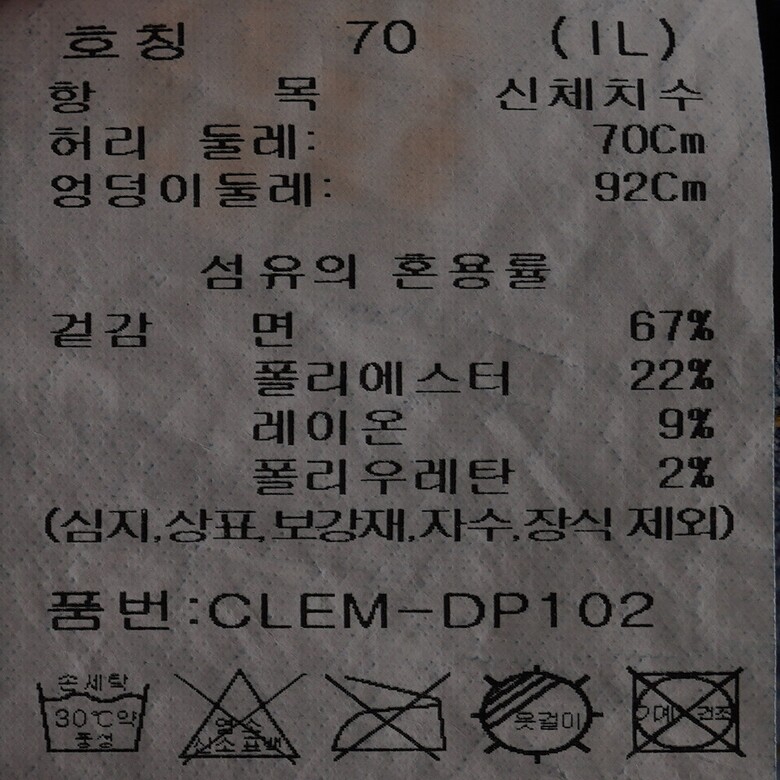 호칭 70 (1L)
항 목 신체치수
허리 둘레: 70Cm
엉덩이둘레: 92Cm
섬유의 혼용률
겉감 면 67%
폴리에스터 22%
레이온 9%
폴리우레탄 2%
(심지,상표,보강재,자수,장식 제외)
품번:CLEM-DP102
손세탁
30℃약
중성
염소
산소표백
옷걸이
기계 건조